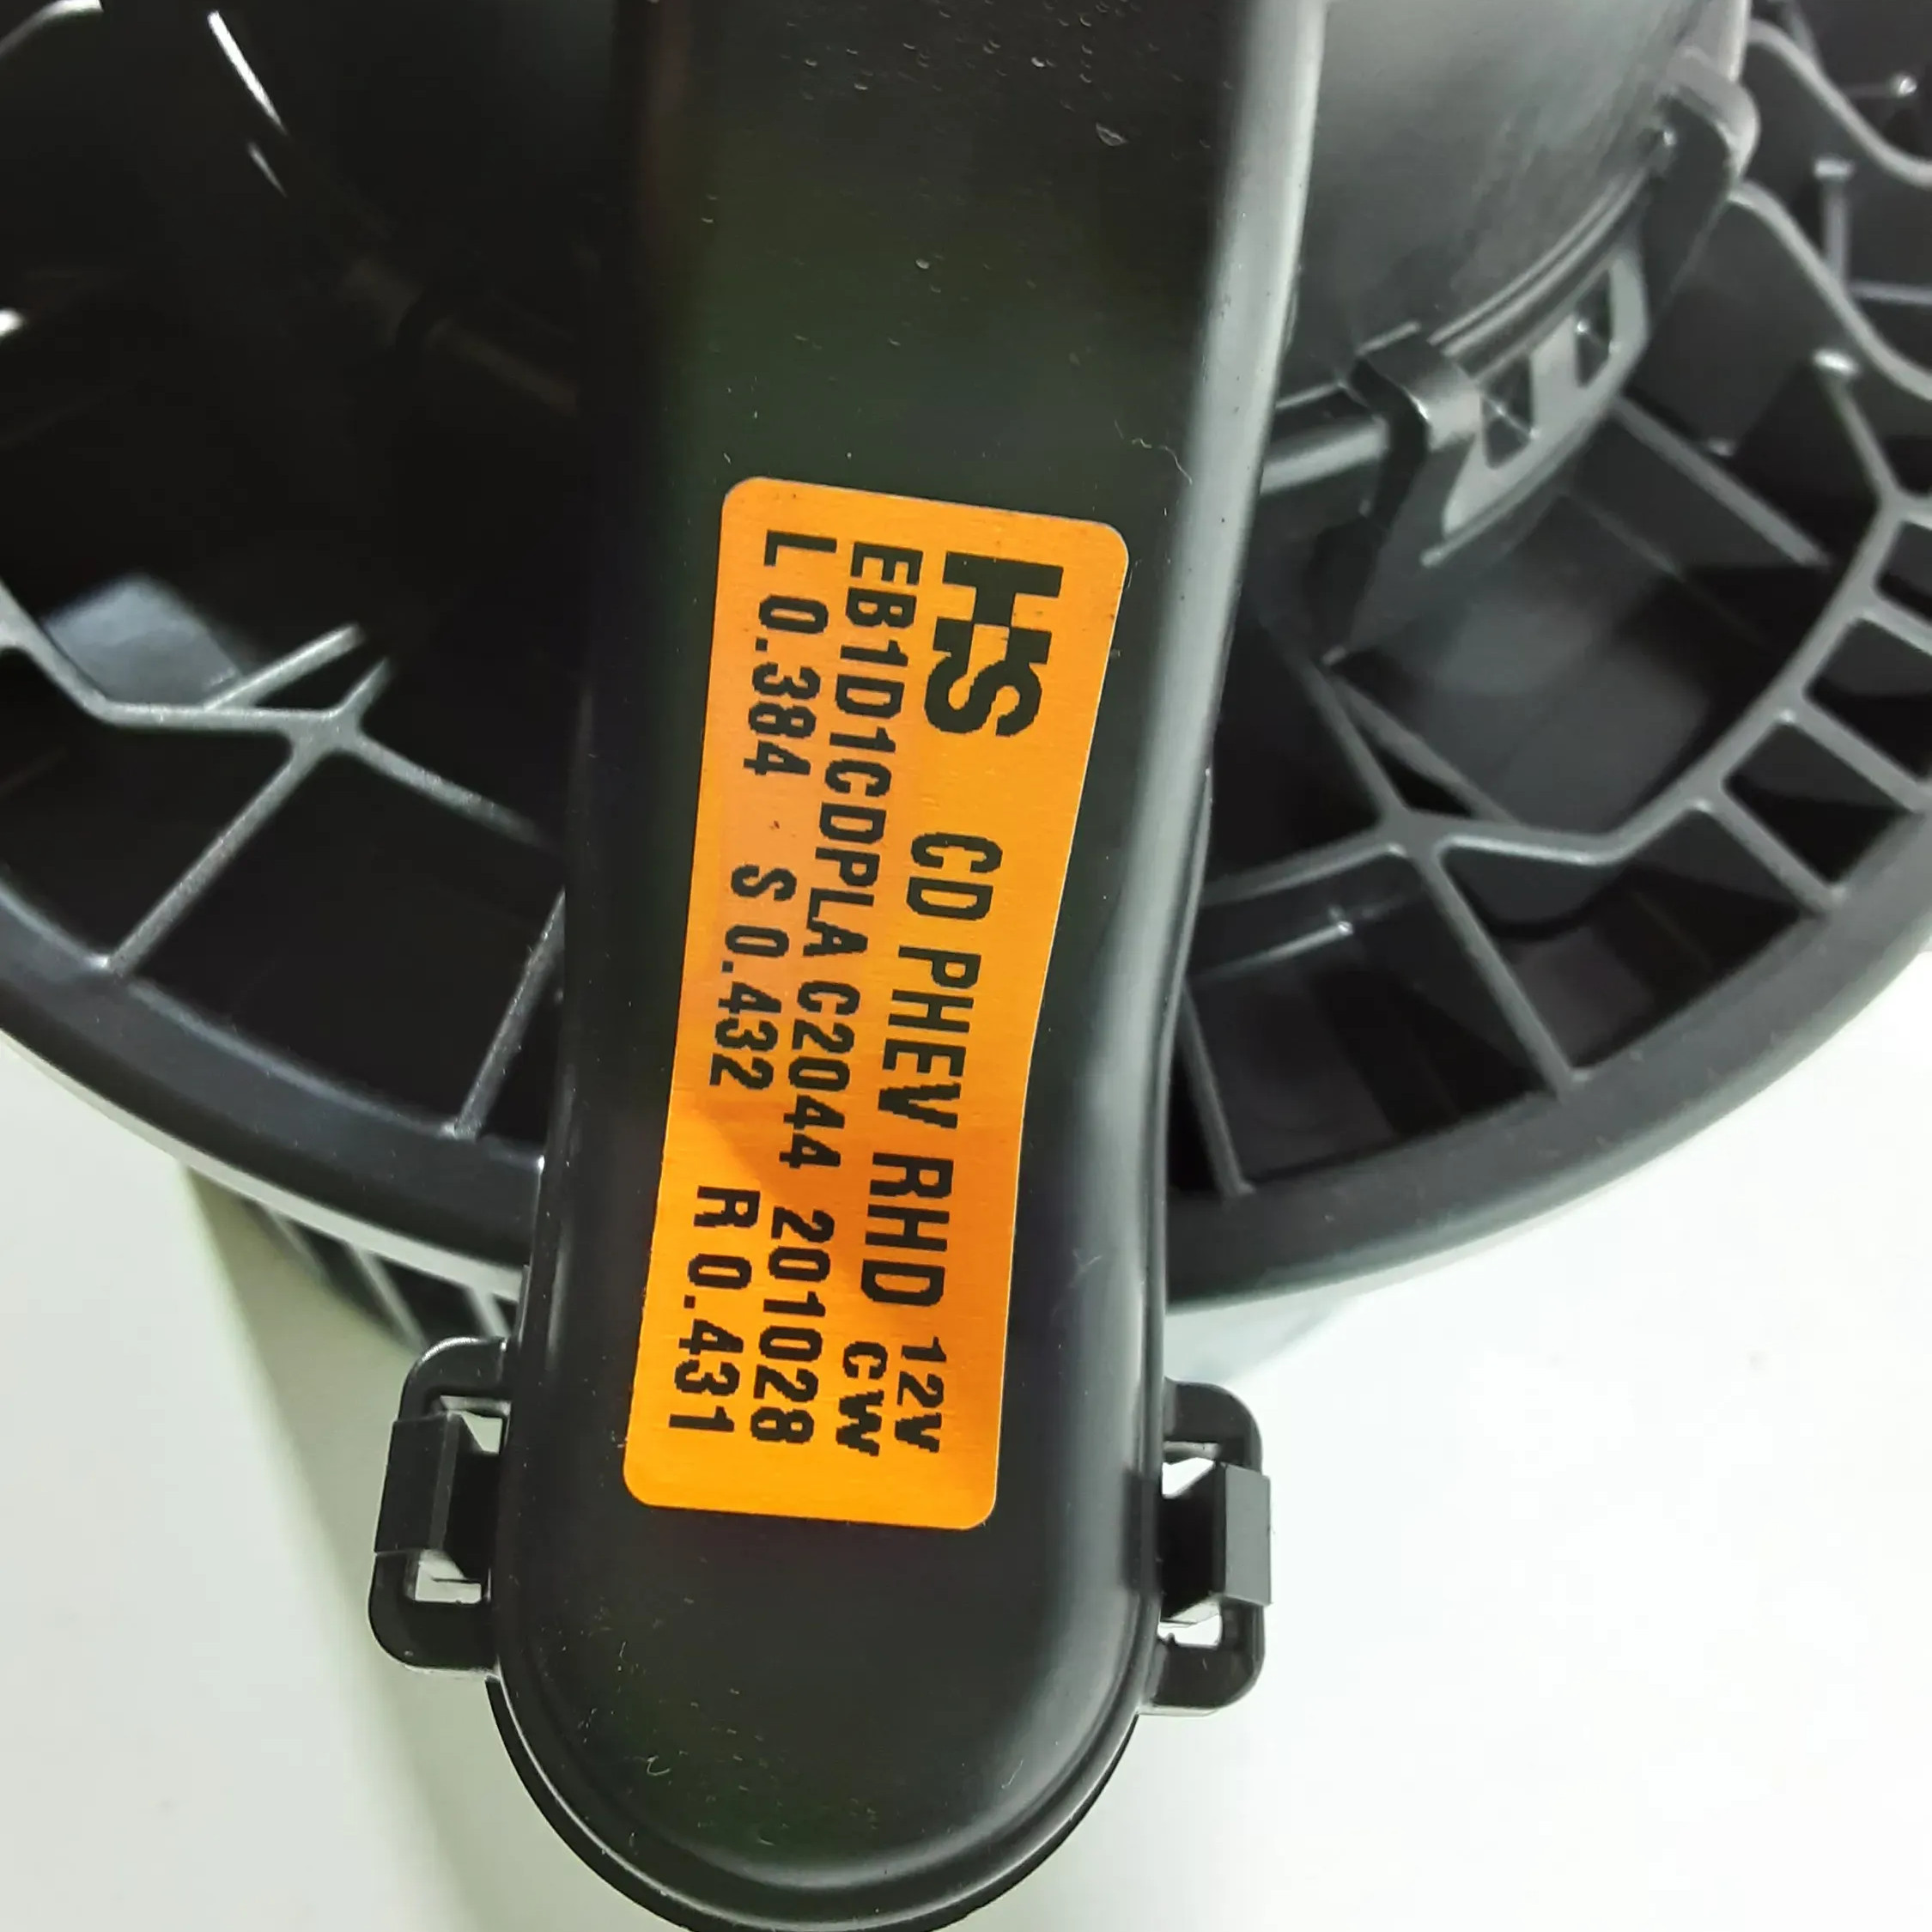 HS CD PHEV RHD 12V
CW
EB1D1CDPLA C2044 201028
L 0.384 S 0.432 R 0.431